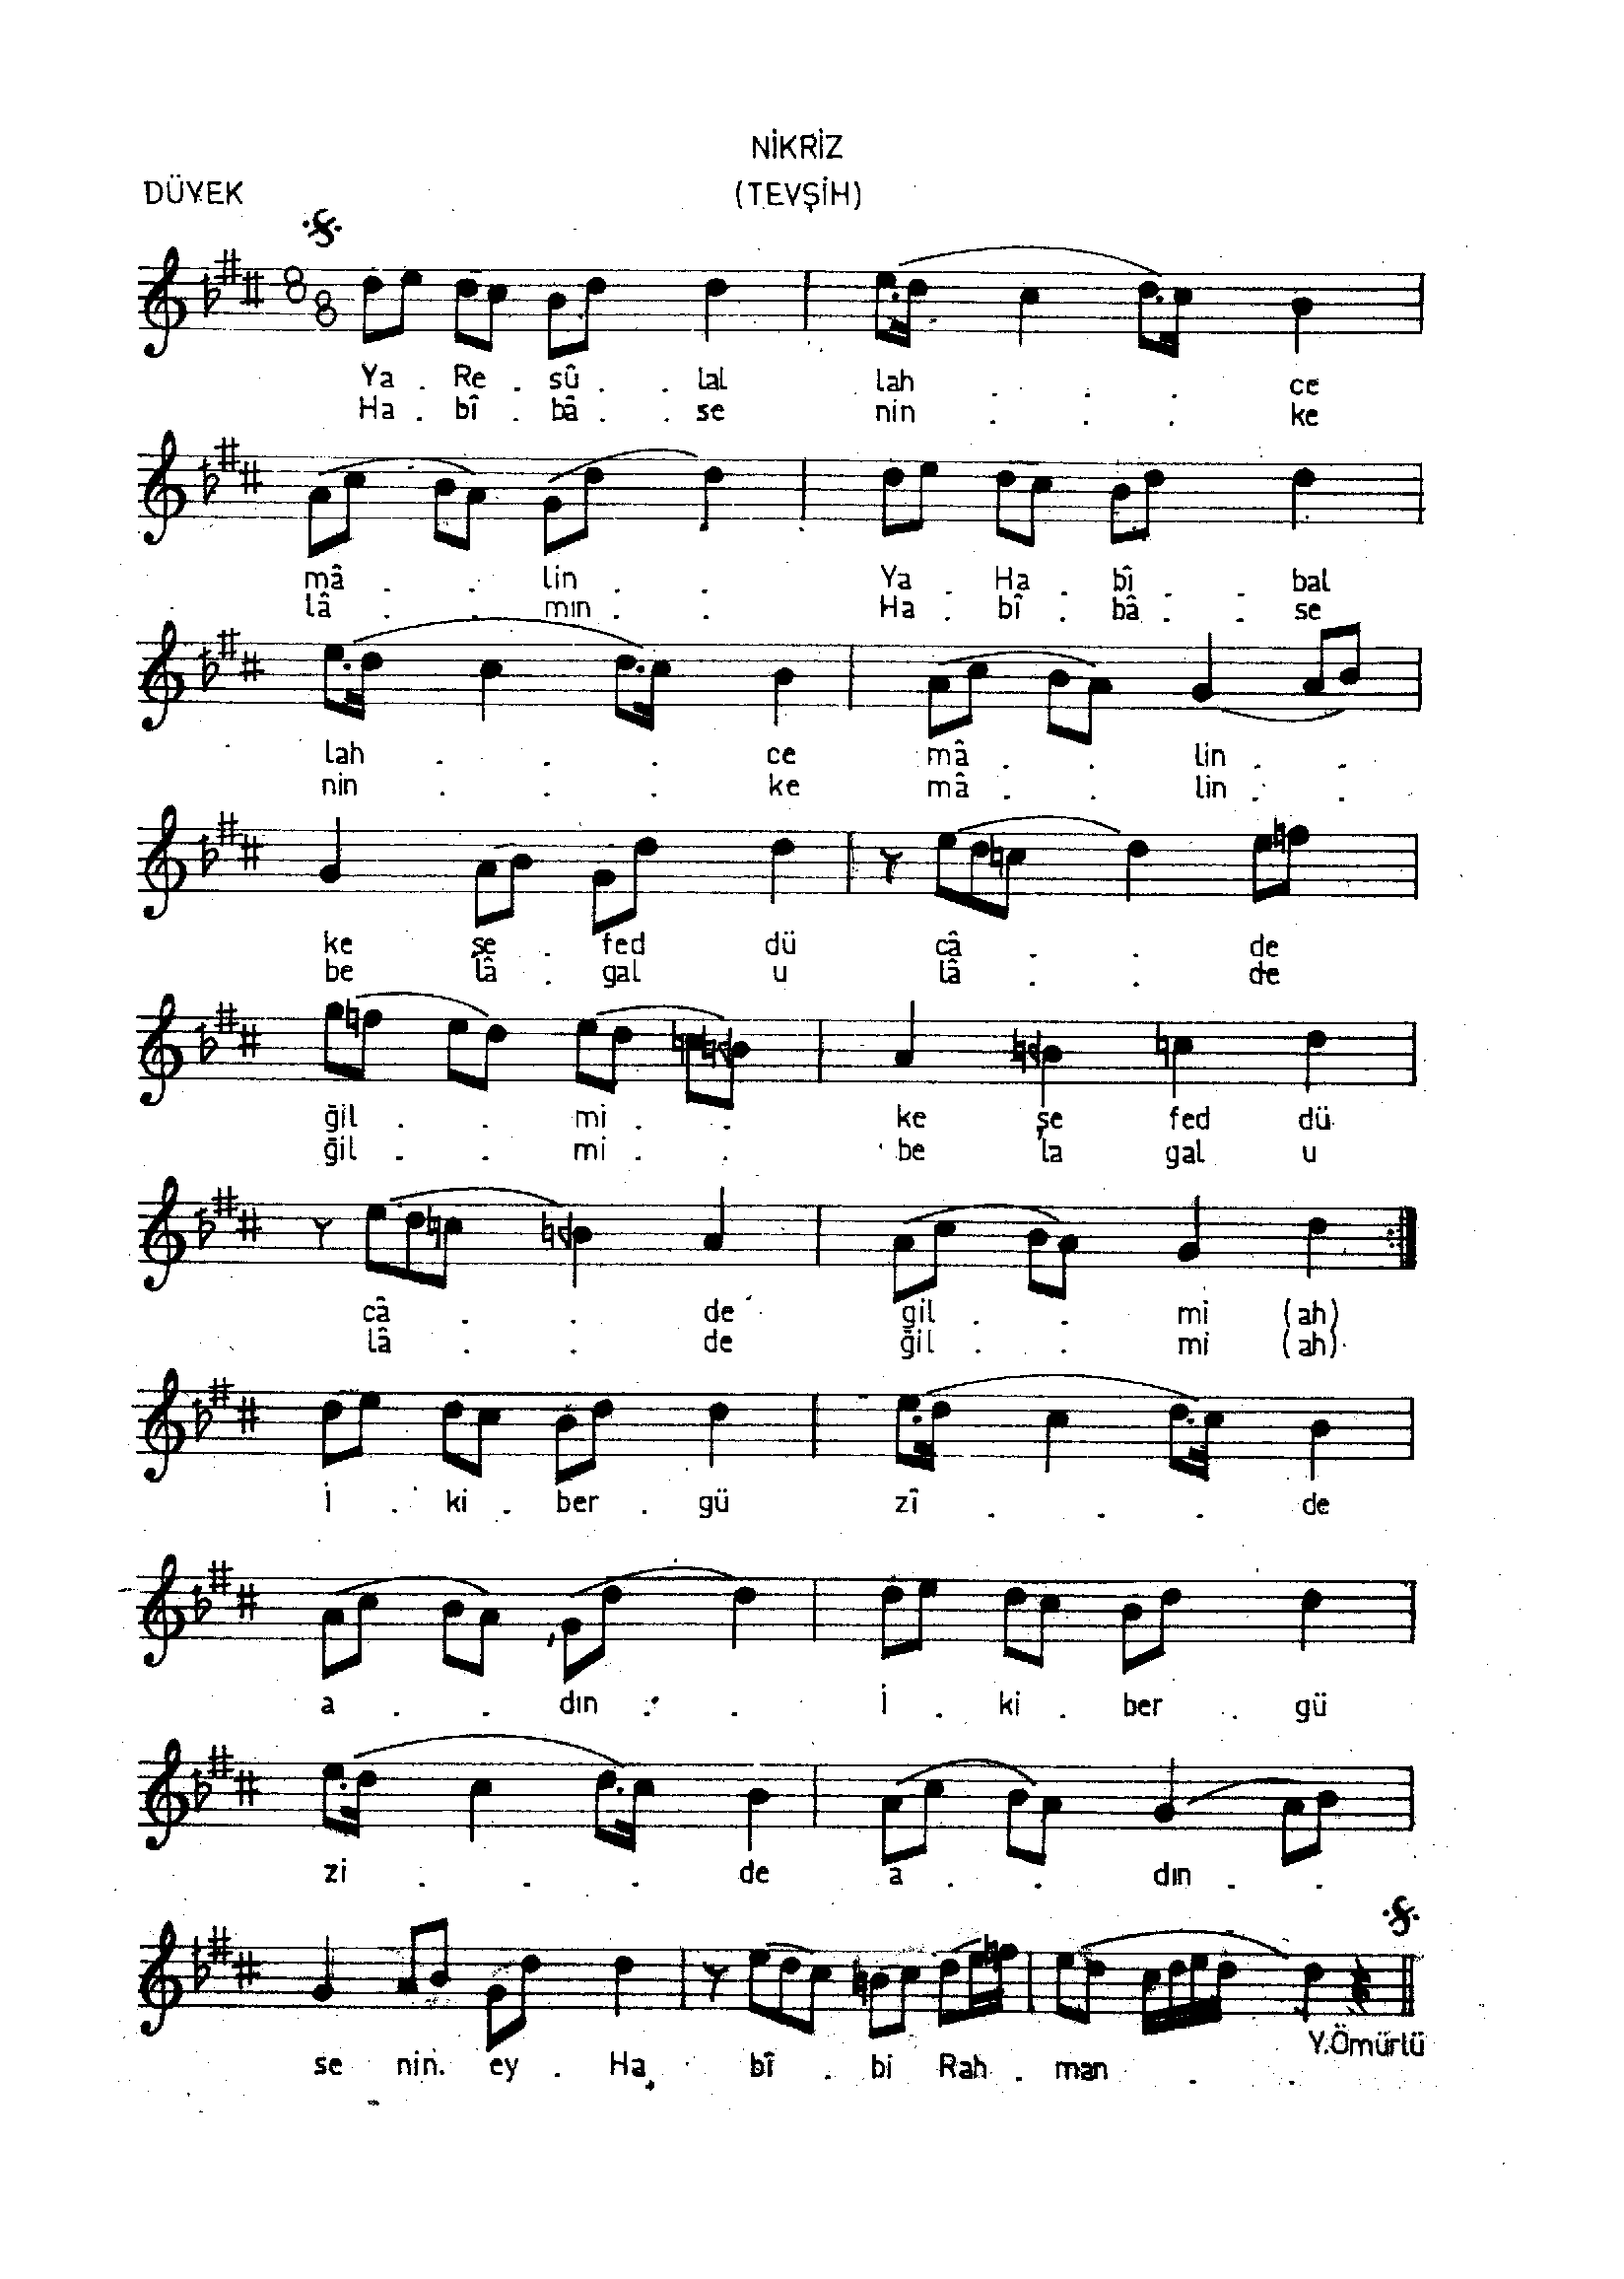 NİKRİZ
DÜYEK (TEVŞİH)
8 8
Ya . Re . sû . . lal lah . . . ce
Ha . bî . bâ . . se nin . . . ke
mâ . . lin . . Ya . Ha . bî . . bal
lâ . . mın . . Ha . bî . bâ . . se
lah . . . ce mâ . . lin . .
nin . . . ke mâ . . lin . .
ke şe . fed dü câ . . de
be lâ . gal u lâ . . de
ğil . . mi . . ke şe fed dü
ğil . . mi . . be la gal u
câ . . de ğil . . mi (ah)
lâ . . de ğil . . mi (ah)
İ . ki . ber . gü zî . . . de
a . . dın . . İ . ki . ber . gü
zi . . . de a . . dın . .
se nin. ey . Ha bî . bi Rah . man . .
Y.Ömürlü